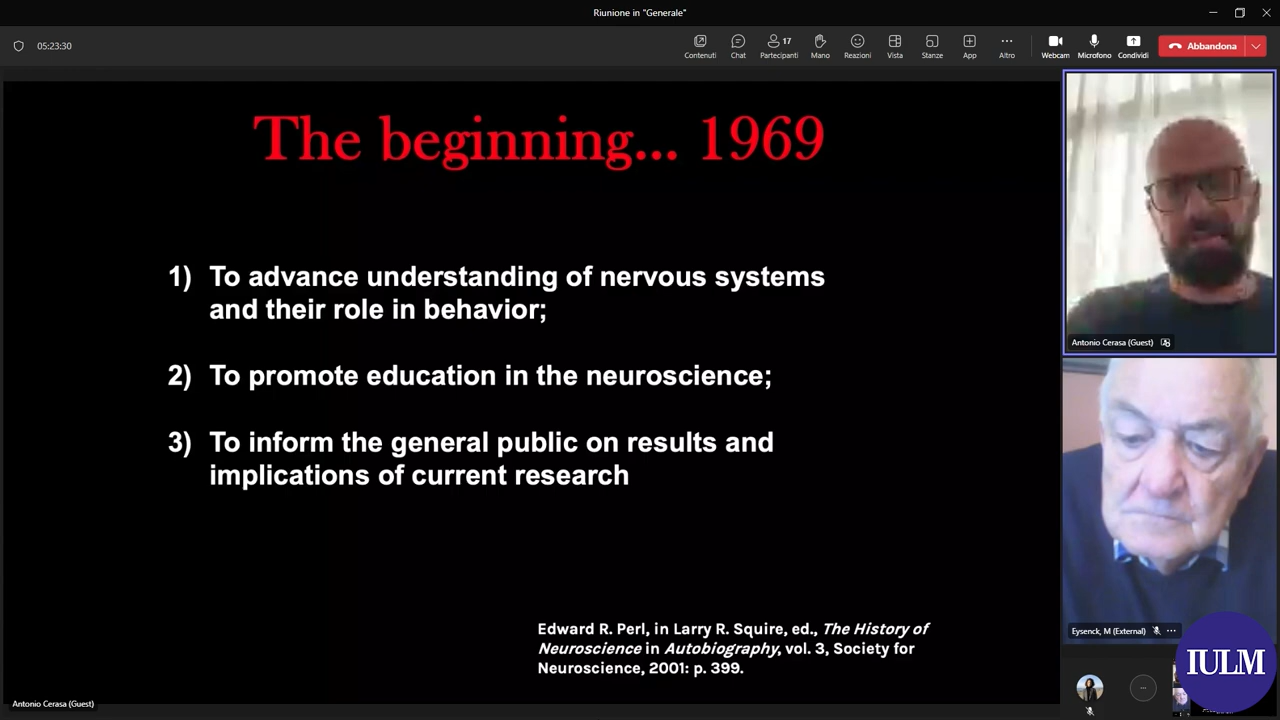 Riunione in "Generale"
05:23:30
Contenuti
Chat
17
Partecipanti
Mano
Reazioni
Vista
Stanze
App
Altro
Webcam
Microfono
Condividi
Abbandona
The beginning... 1969
1) To advance understanding of nervous systems
and their role in behavior;
2) To promote education in the neuroscience;
3) To inform the general public on results and
implications of current research
Edward R. Perl, in Larry R. Squire, ed., The History of
Neuroscience in Autobiography, vol. 3, Society for
Neuroscience, 2001: p. 399.
Antonio Cerasa (Guest)
Antonio Cerasa (Guest)
Eysenck, M (External)
IULM